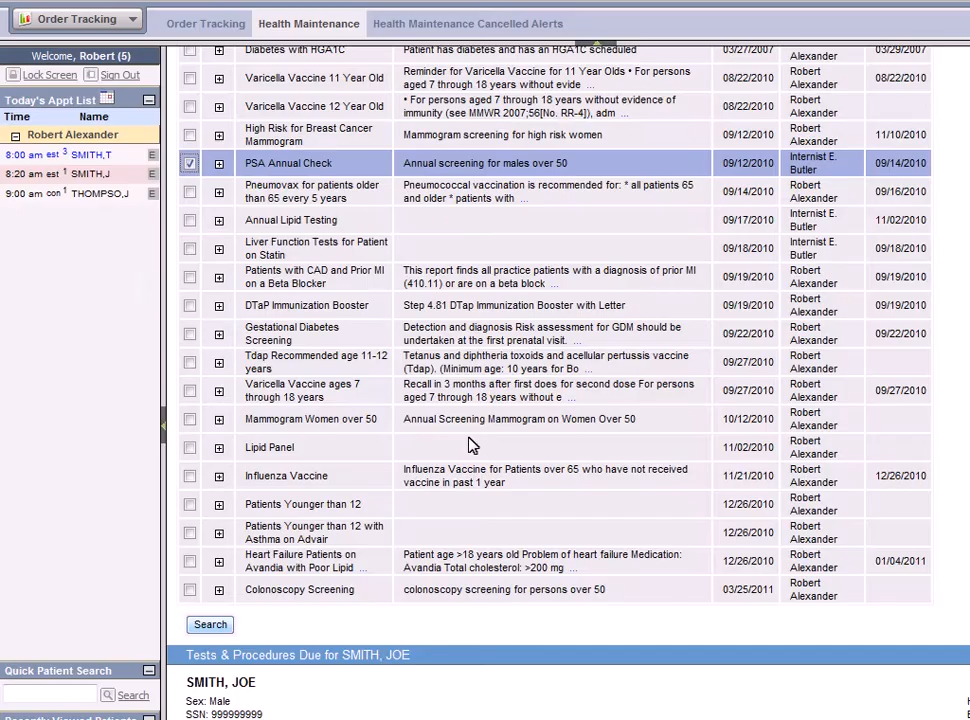 Order Tracking
Order Tracking Health Maintenance Health Maintenance Cancelled Alerts
Welcome, Robert (5)
Lock Screen Sign Out
Today's Appt List
Time Name
Robert Alexander
8:00 am est 3 SMITH,T E
8:20 am est 1 SMITH,J E
9:00 am con 1 THOMPSO,J E
Quick Patient Search
Search
Recently Viewed Patients
Diabetes with HGA1C Patient has diabetes and has an HGA1C scheduled 03/27/2007 Alexander 03/29/2007
Varicella Vaccine 11 Year Old Reminder for Varicella Vaccine for 11 Year Olds • For persons 08/22/2010 Robert 08/22/2010
aged 7 through 18 years without evide ... Alexander
Varicella Vaccine 12 Year Old • For persons aged 7 through 18 years without evidence of 08/22/2010 Robert 08/22/2010
immunity (see MMWR 2007;56[No. RR-4]), adm ... Alexander
High Risk for Breast Cancer Mammogram screening for high risk women 09/12/2010 Robert 11/10/2010
Mammogram Alexander
PSA Annual Check Annual screening for males over 50 09/12/2010 Internist E. 09/14/2010
Butler
Pneumovax for patients older Pneumococcal vaccination is recommended for: * all patients 65 09/14/2010 Robert 09/16/2010
than 65 every 5 years and older * patients with ... Alexander
Annual Lipid Testing 09/17/2010 Internist E. 11/02/2010
Butler
Liver Function Tests for Patient 09/18/2010 Internist E. 09/18/2010
on Statin Butler
Patients with CAD and Prior MI This report finds all practice patients with a diagnosis of prior MI 09/19/2010 Robert 09/19/2010
on a Beta Blocker (410.11) or are on a beta block ... Alexander
DTaP Immunization Booster Step 4.81 DTap Immunization Booster with Letter 09/19/2010 Robert 09/19/2010
Alexander
Gestational Diabetes Detection and diagnosis Risk assessment for GDM should be 09/22/2010 Robert 09/22/2010
Screening undertaken at the first prenatal visit. ... Alexander
Tdap Recommended age 11-12 Tetanus and diphtheria toxoids and acellular pertussis vaccine 09/27/2010 Robert
years (Tdap). (Minimum age: 10 years for Bo ... Alexander
Varicella Vaccine ages 7 Recall in 3 months after first does for second dose For persons 09/27/2010 Robert 09/27/2010
through 18 years aged 7 through 18 years without e ... Alexander
Mammogram Women over 50 Annual Screening Mammogram on Women Over 50 10/12/2010 Robert
Alexander
Lipid Panel 11/02/2010 Robert
Alexander
Influenza Vaccine Influenza Vaccine for Patients over 65 who have not received 11/21/2010 Robert 12/26/2010
vaccine in past 1 year Alexander
Patients Younger than 12 12/26/2010 Robert
Alexander
Patients Younger than 12 with 12/26/2010 Robert
Asthma on Advair Alexander
Heart Failure Patients on Patient age >18 years old Problem of heart failure Medication: 12/26/2010 Robert 01/04/2011
Avandia with Poor Lipid ... Avandia Total cholesterol: >200 mg ... Alexander
Colonoscopy Screening colonoscopy screening for persons over 50 03/25/2011 Robert
Alexander
Search
Tests & Procedures Due for SMITH, JOE
SMITH, JOE
Sex: Male
SSN: 999999999